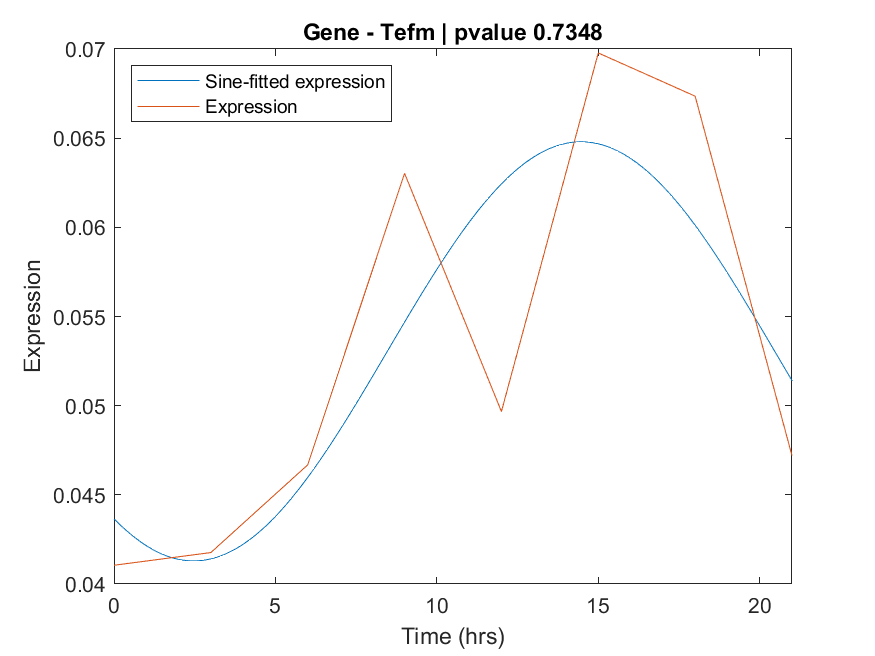 Gene - Tefm | pvalue 0.7348
0.07
0.065
0.06
0.055
0.05
0.045
0.04
Expression
Sine-fitted expression
Expression
0
5
10
15
20
Time (hrs)